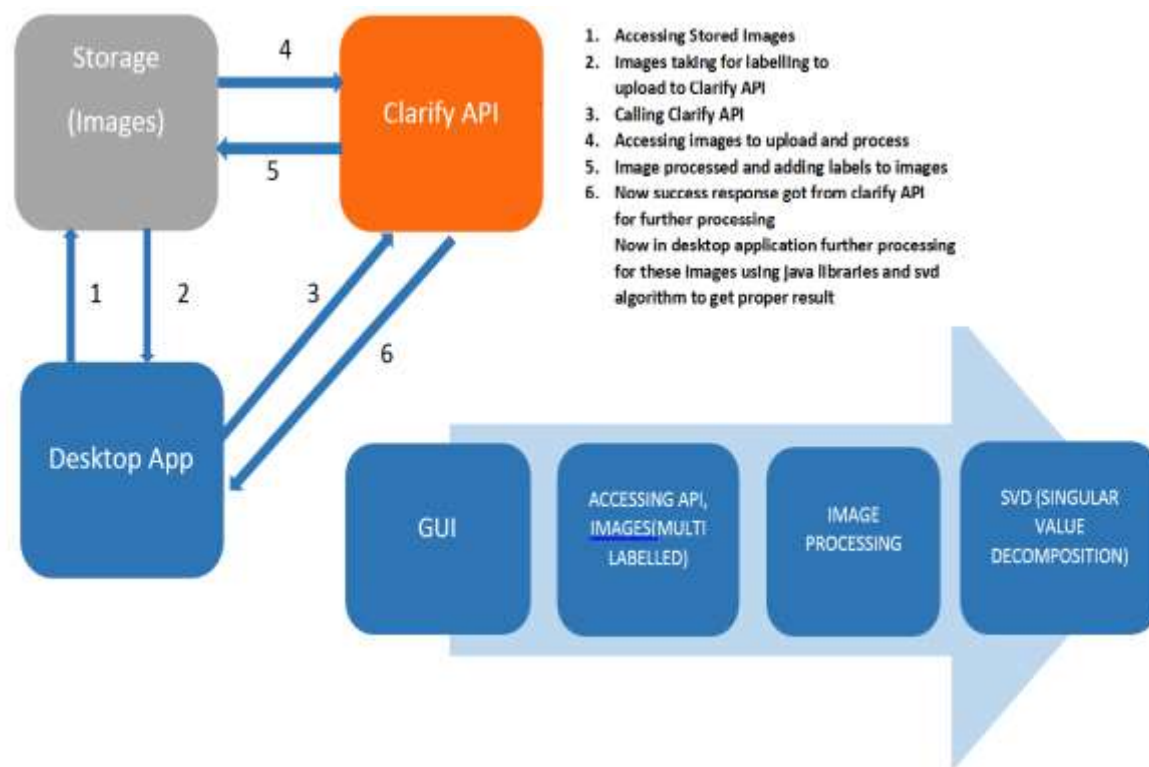 Storage
(Images)
4
Clarify API
5
1
2
3
6
Desktop App
1. Accessing Stored Images
2. Images taking for labelling to
upload to Clarify API
3. Calling Clarify API
4. Accessing images to upload and process
5. Image processed and adding labels to images
6. Now success response got from clarify API
for further processing
Now in desktop application further processing
for these images using java libraries and svd
algorithm to get proper result
GUI
ACCESSING API,
IMAGES(MULTI
LABELLED)
IMAGE
PROCESSING
SVD (SINGULAR
VALUE
DECOMPOSITION)